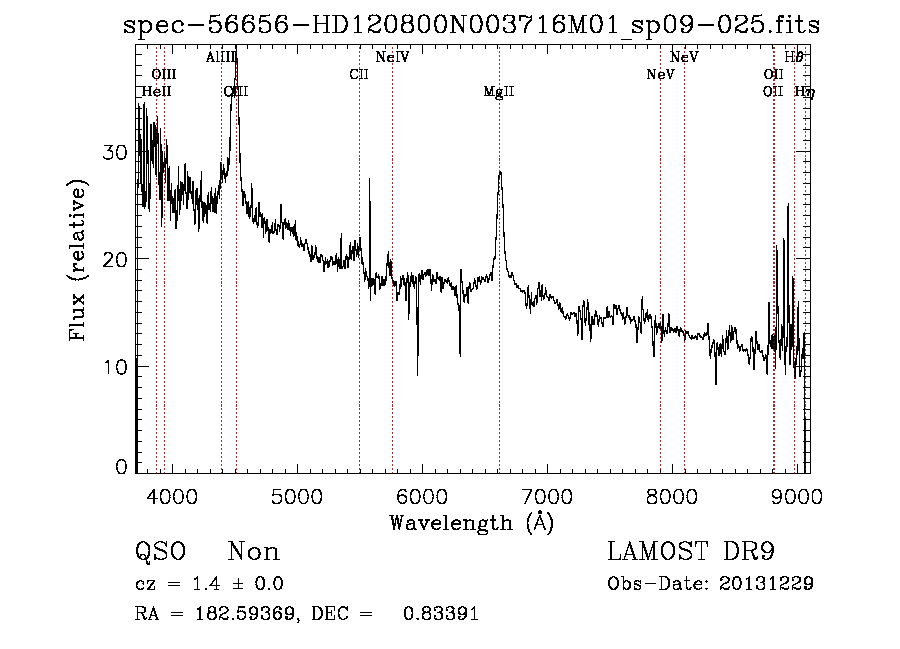 spec-56656-HD120800N003716M01_sp09-025.fits
AlIII NeIV NeV Hθ
OIII CII NeV OII
HeII CIII MgII OII Hη
30
20
10
0
Flux (relative)
4000 5000 6000 7000 8000 9000
Wavelength (Å)
QSO Non LAMOST DR9
cz = 1.4 ± 0.0 Obs-Date: 20131229
RA = 182.59369, DEC = 0.83391